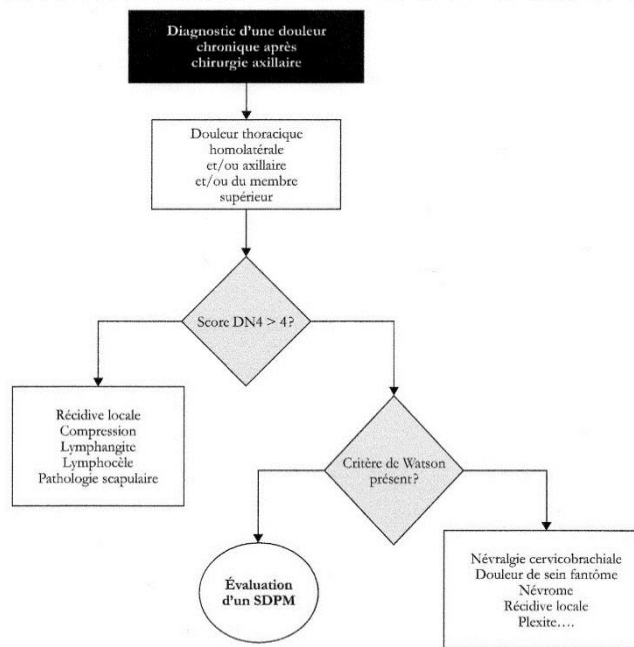 Diagnostic d'une douleur
chronique après
chirurgie axillaire
Douleur thoracique
homolatérale
et/ou axillaire
et/ou du membre
supérieur
Score DN4 > 4?
Récidive locale
Compression
Lymphangite
Lymphocèle
Pathologie scapulaire
Critère de Watson
présent?
Évaluation
d'un SDPM
Névralgie cervicobrachiale
Douleur de sein fantôme
Névrome
Récidive locale
Plexite….